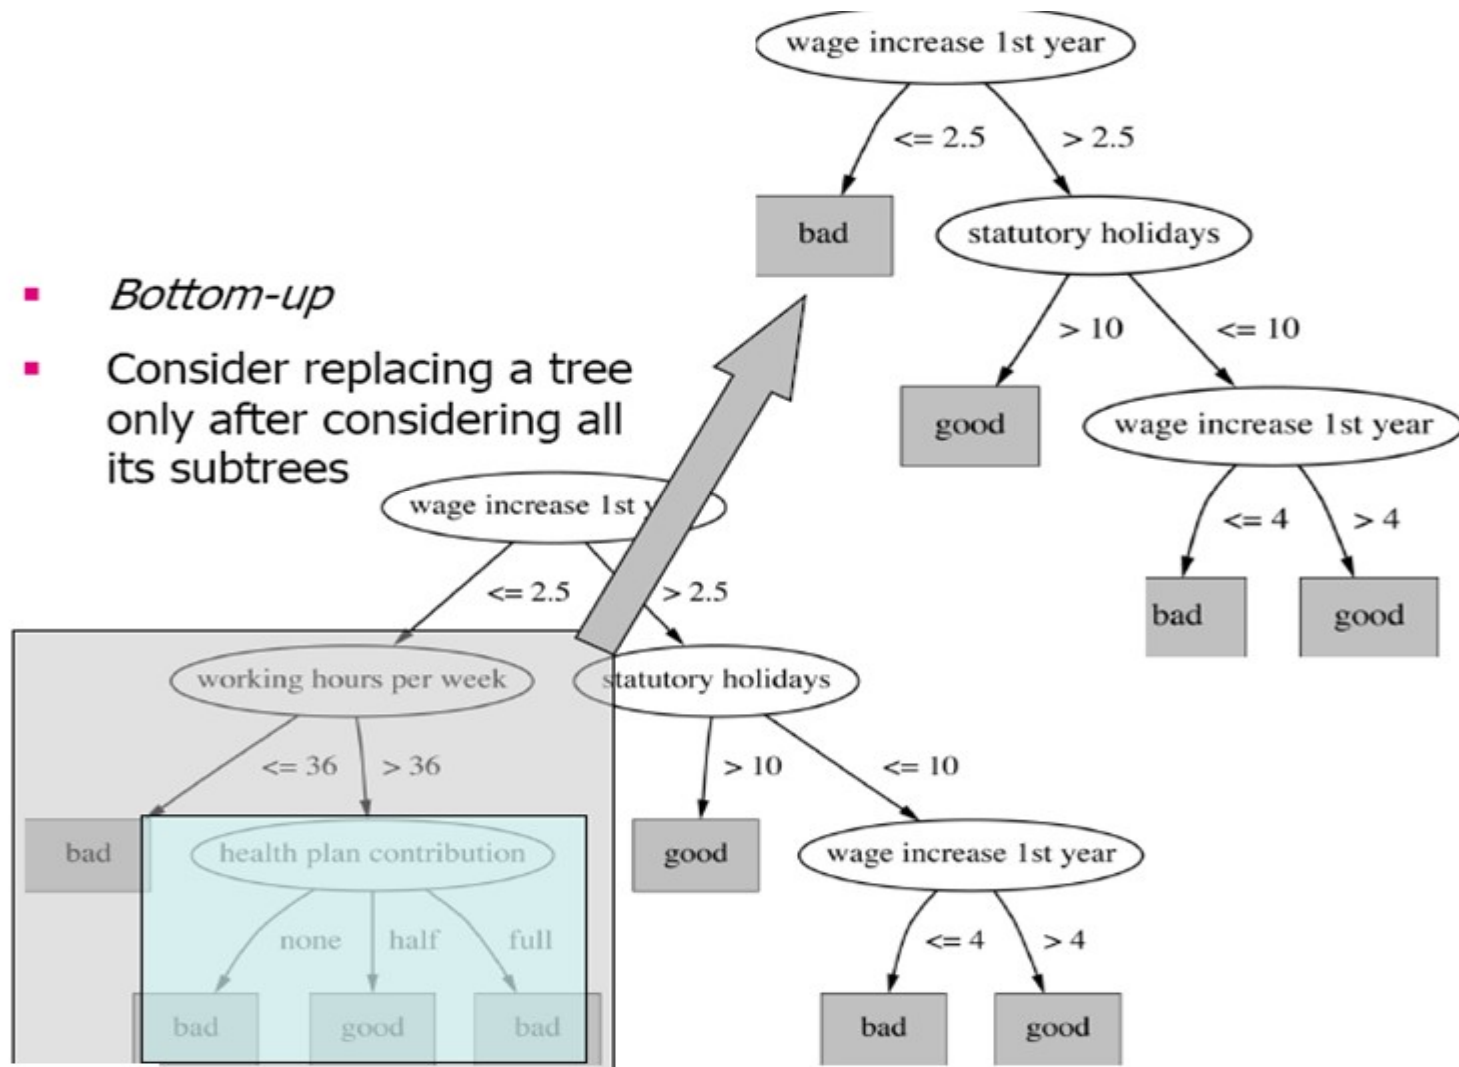 wage increase 1st year
<= 2.5
> 2.5
bad
statutory holidays
> 10
<= 10
good
wage increase 1st year
<= 4
> 4
bad
good
Bottom-up
Consider replacing a tree
only after considering all
its subtrees
wage increase 1st y
<= 2.5
> 2.5
working hours per week
statutory holidays
<= 36
> 36
> 10
<= 10
bad
health plan contribution
good
wage increase 1st year
none
half
full
<= 4
> 4
bad
good
bad
bad
good